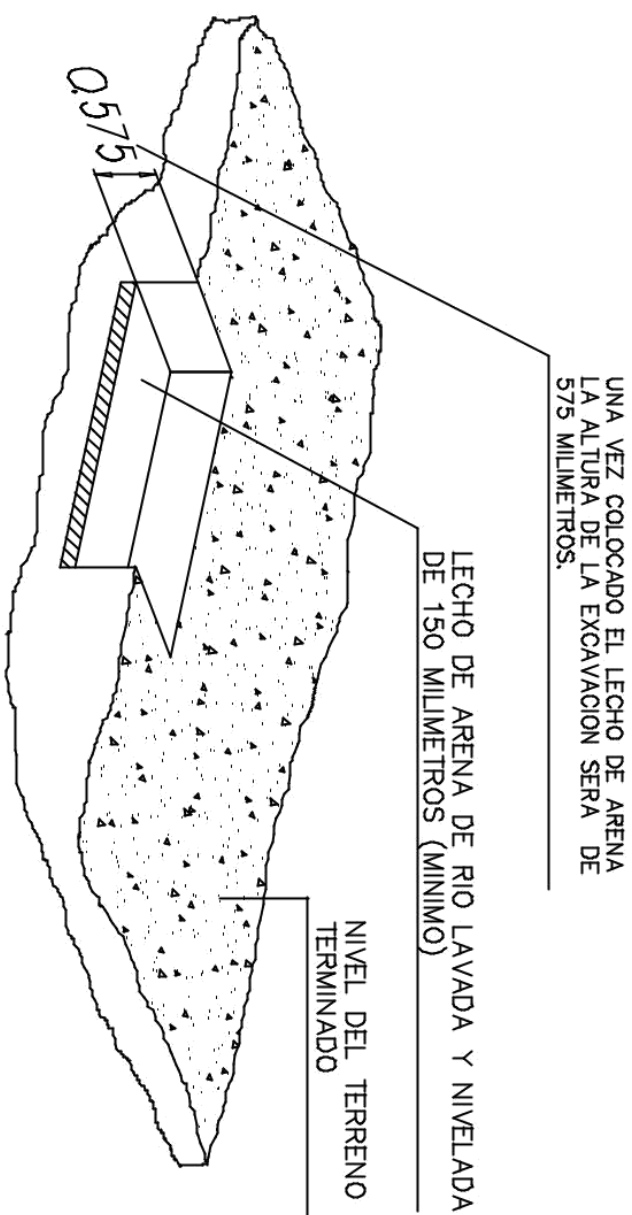 UNA VEZ COLOCADO EL LECHO DE ARENA
LA ALTURA DE LA EXCAVACION SERA DE
575 MILIMETROS.
LECHO DE ARENA DE RIO LAVADA Y NIVELADA
DE 150 MILIMETROS (MINIMO)
NIVEL DEL TERRENO
TERMINADO
0.575